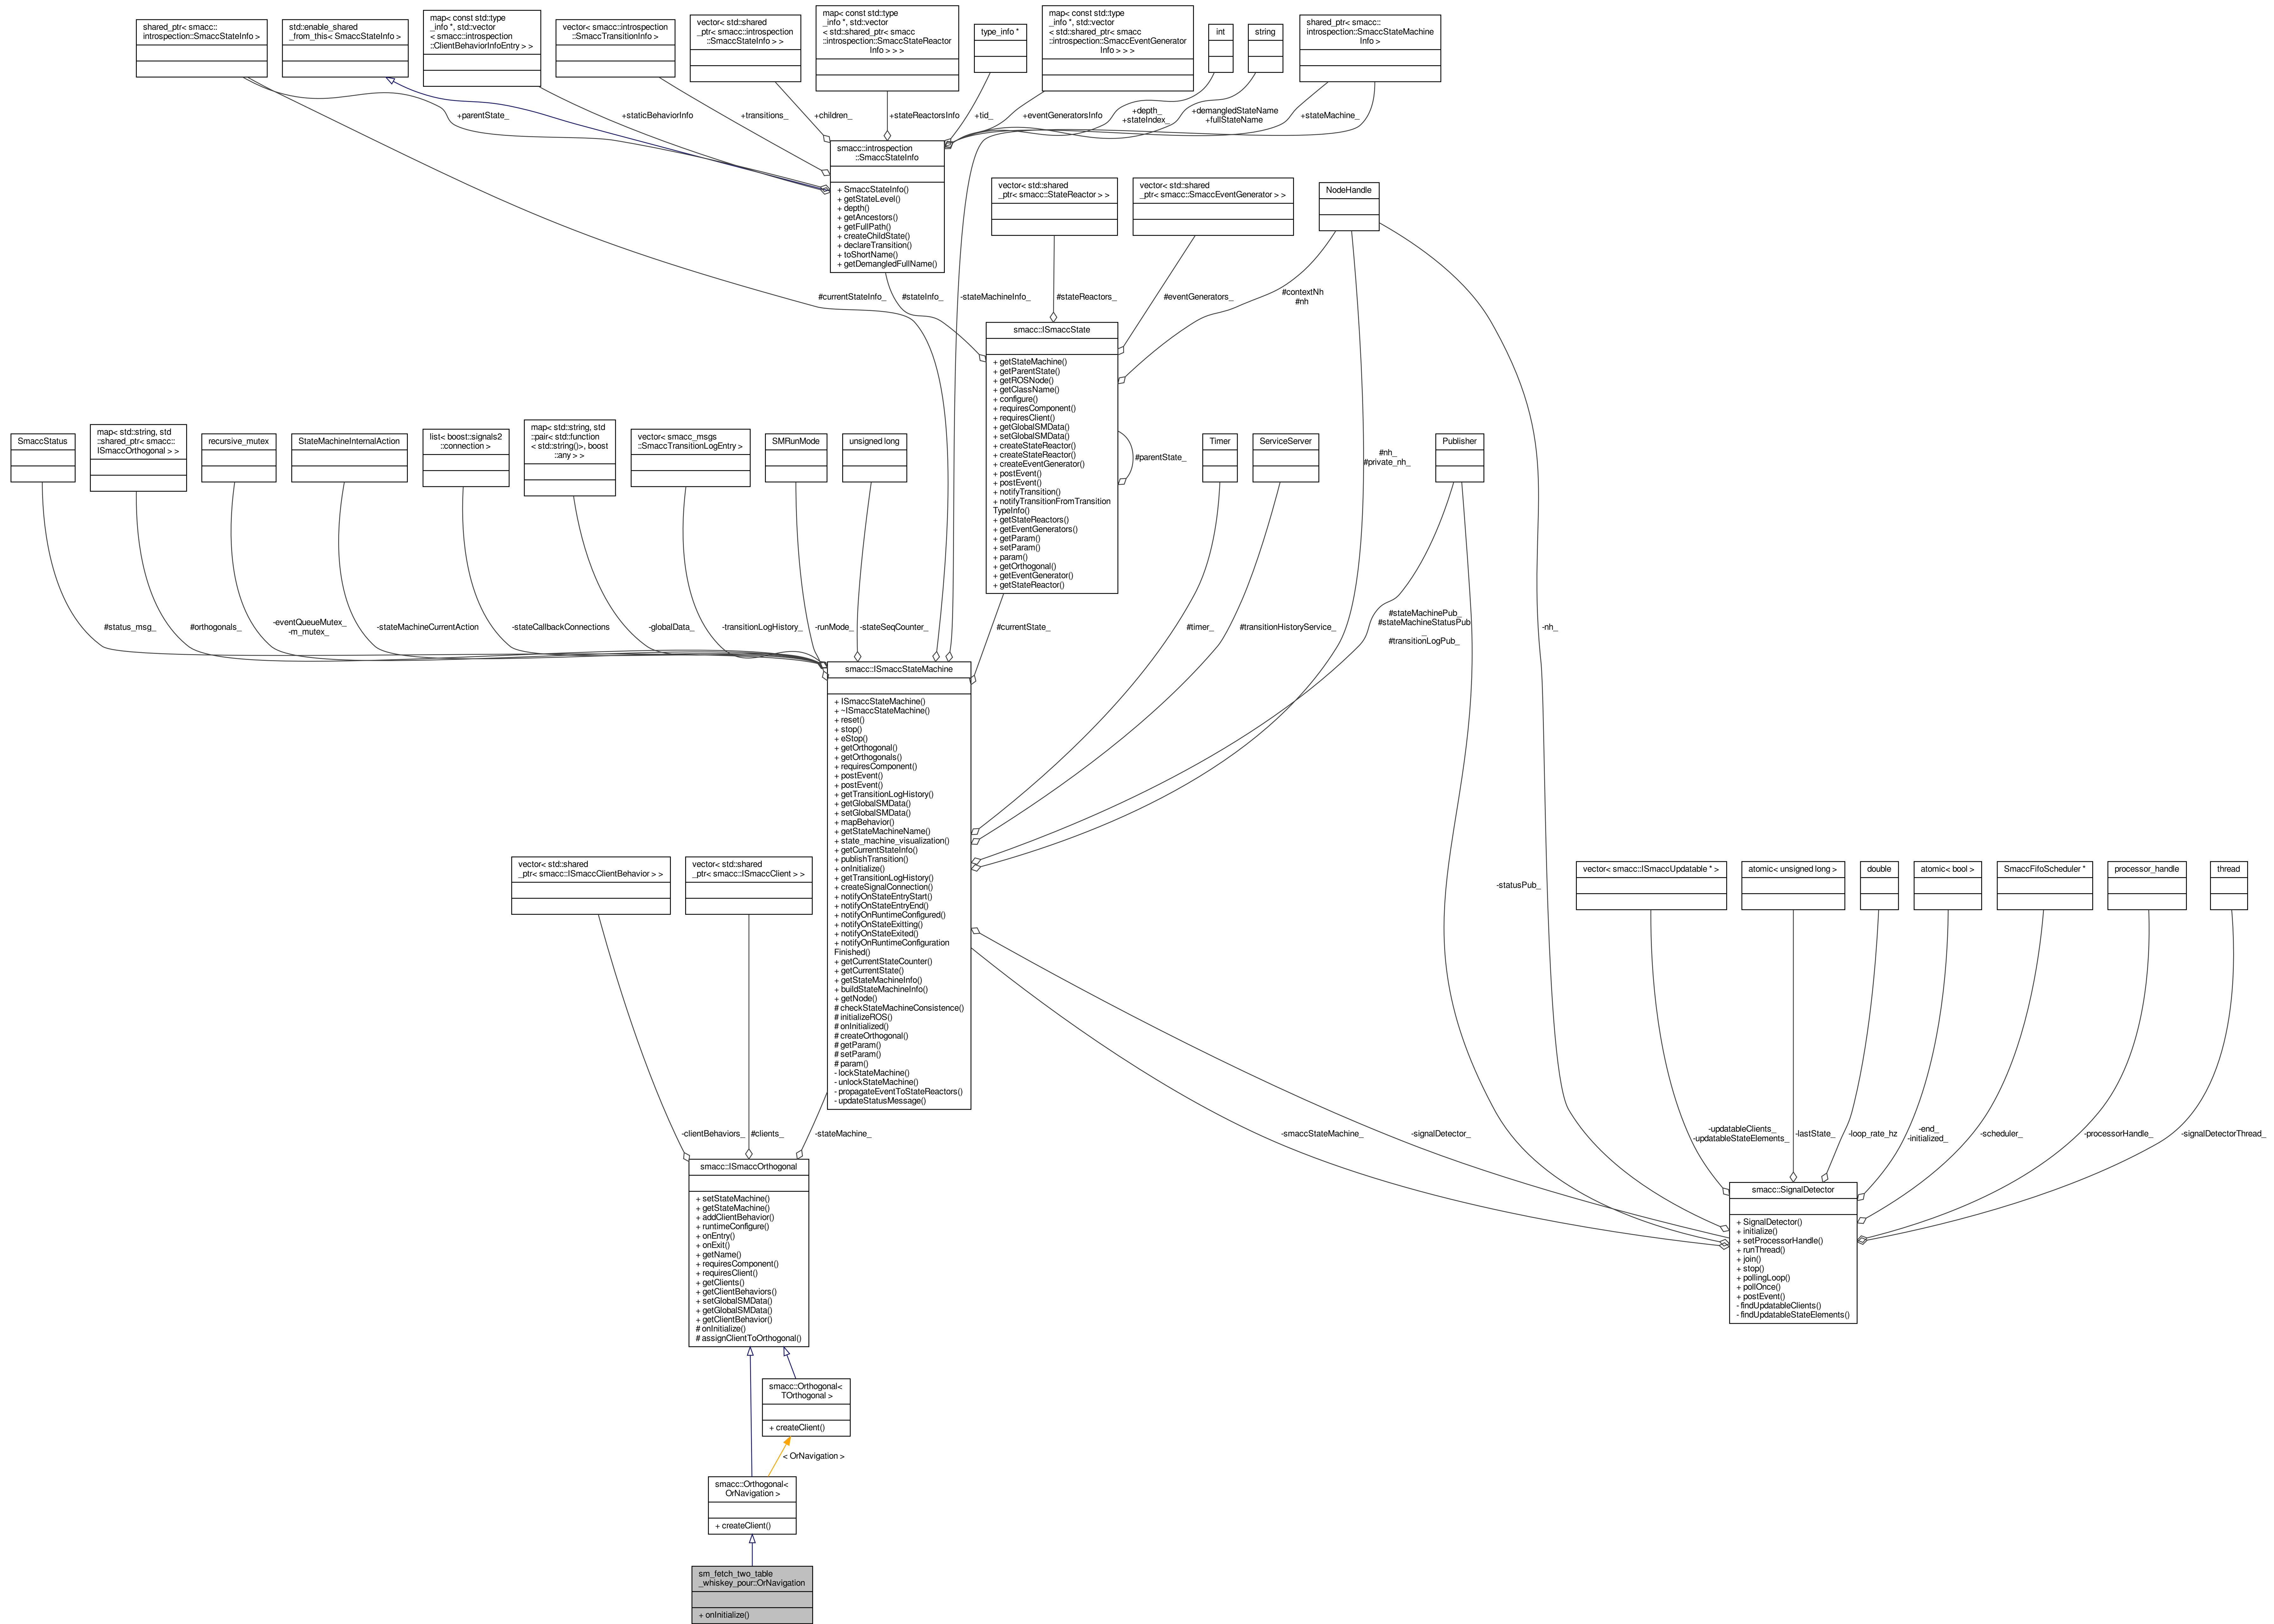 shared_ptr< smacc::
introspection::SmaccStateInfo >
std::enable_shared
_from_this< SmaccStateInfo >
map< const std::type
_info *, std::vector
< smacc::introspection
::ClientBehaviorInfoEntry > >
vector< smacc::introspection
::SmaccTransitionInfo >
vector< std::shared
_ptr< smacc::introspection
::SmaccStateInfo > >
map< const std::type
_info *, std::vector
< std::shared_ptr< smacc
::introspection::SmaccStateReactor
Info > > >
type_info *
map< const std::type
_info *, std::vector
< std::shared_ptr< smacc
::introspection::SmaccEventGenerator
Info > > >
int
string
shared_ptr< smacc::
introspection::SmaccStateMachine
Info >
+parentState_
+staticBehaviorInfo
+transitions_
+children_
+stateReactorsInfo
+tid_
+eventGeneratorsInfo
+depth_
+stateIndex_
+demangledStateName
+fullStateName
+stateMachine_
smacc::introspection
::SmaccStateInfo
+ SmaccStateInfo()
+ getStateLevel()
+ depth()
+ getAncestors()
+ getFullPath()
+ createChildState()
+ declareTransition()
+ toShortName()
+ getDemangledFullName()
vector< std::shared
_ptr< smacc::StateReactor > >
vector< std::shared
_ptr< smacc::SmaccEventGenerator > >
NodeHandle
#currentStateInfo_
#stateInfo_
-stateMachineInfo_
#stateReactors_
#eventGenerators_
#contextNh
#nh
smacc::ISmaccState
+ getStateMachine()
+ getParentState()
+ getROSNode()
+ getClassName()
+ configure()
+ requiresComponent()
+ requiresClient()
+ getGlobalSMData()
+ setGlobalSMData()
+ createStateReactor()
+ createStateReactor()
+ createEventGenerator()
+ postEvent()
+ postEvent()
+ notifyTransition()
+ notifyTransitionFromTransition
TypeInfo()
+ getStateReactors()
+ getEventGenerators()
+ getParam()
+ setParam()
+ param()
+ getOrthogonal()
+ getEventGenerator()
+ getStateReactor()
#parentState_
SmaccStatus
map< std::string, std
::shared_ptr< smacc::
ISmaccOrthogonal > >
recursive_mutex
StateMachineInternalAction
list< boost::signals2
::connection >
map< std::string, std
::pair< std::function
< std::string()>, boost
::any > >
vector< smacc_msgs
::SmaccTransitionLogEntry >
SMRunMode
unsigned long
Timer
ServiceServer
#nh_
#private_nh_
Publisher
#status_msg_
#orthogonals_
-eventQueueMutex_
-m_mutex_
-stateMachineCurrentAction
-stateCallbackConnections
-globalData_
-transitionLogHistory_
-runMode_
-stateSeqCounter_
#currentState_
#timer_
#transitionHistoryService_
#stateMachinePub_
#stateMachineStatusPub
_
#transitionLogPub_
-nh_
smacc::ISmaccStateMachine
+ ISmaccStateMachine()
+ ~ISmaccStateMachine()
+ reset()
+ stop()
+ eStop()
+ getOrthogonal()
+ getOrthogonals()
+ requiresComponent()
+ postEvent()
+ postEvent()
+ getTransitionLogHistory()
+ getGlobalSMData()
+ setGlobalSMData()
+ mapBehavior()
+ getStateMachineName()
+ state_machine_visualization()
+ getCurrentStateInfo()
+ publishTransition()
+ onInitialize()
+ getTransitionLogHistory()
+ createSignalConnection()
+ notifyOnStateEntryStart()
+ notifyOnStateEntryEnd()
+ notifyOnRuntimeConfigured()
+ notifyOnStateExitting()
+ notifyOnStateExited()
+ notifyOnRuntimeConfiguration
Finished()
+ getCurrentStateCounter()
+ getCurrentState()
+ getStateMachineInfo()
+ buildStateMachineInfo()
+ getNode()
# checkStateMachineConsistence()
# initializeROS()
# onInitialized()
# createOrthogonal()
# getParam()
# setParam()
# param()
- lockStateMachine()
- unlockStateMachine()
- propagateEventToStateReactors()
- updateStatusMessage()
vector< std::shared
_ptr< smacc::ISmaccClientBehavior > >
vector< std::shared
_ptr< smacc::ISmaccClient > >
-statusPub_
vector< smacc::ISmaccUpdatable * >
atomic< unsigned long >
double
atomic< bool >
SmaccFifoScheduler *
processor_handle
thread
-clientBehaviors_
#clients_
-stateMachine_
-smaccStateMachine_
-signalDetector_
-updatableClients_
-updatableStateElements_
-lastState_
-loop_rate_hz
-end_
-initialized_
-scheduler_
-processorHandle_
-signalDetectorThread_
smacc::ISmaccOrthogonal
+ setStateMachine()
+ getStateMachine()
+ addClientBehavior()
+ runtimeConfigure()
+ onEntry()
+ onExit()
+ getName()
+ requiresComponent()
+ requiresClient()
+ getClients()
+ getClientBehaviors()
+ setGlobalSMData()
+ getGlobalSMData()
+ getClientBehavior()
# onInitialize()
# assignClientToOrthogonal()
smacc::SignalDetector
+ SignalDetector()
+ initialize()
+ setProcessorHandle()
+ runThread()
+ join()
+ stop()
+ pollingLoop()
+ pollOnce()
+ postEvent()
- findUpdatableClients()
- findUpdatableStateElements()
smacc::Orthogonal<
TOrthogonal >
+ createClient()
< OrNavigation >
smacc::Orthogonal<
OrNavigation >
+ createClient()
sm_fetch_two_table
_whiskey_pour::OrNavigation
+ onInitialize()